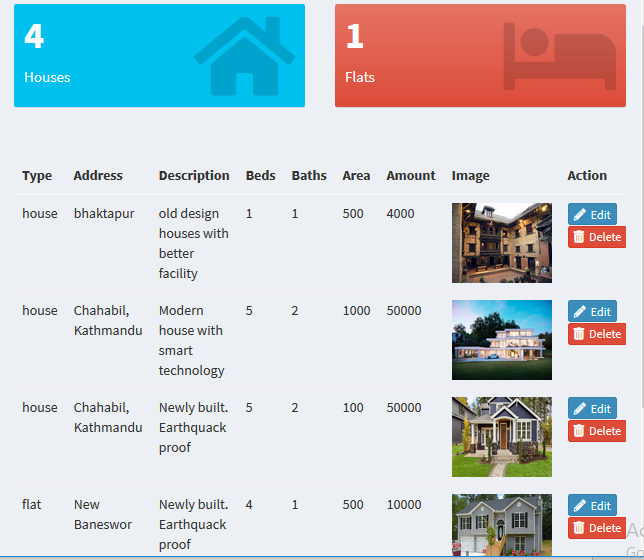 4
Houses
1
Flats
Type Address Description Beds Baths Area Amount Image Action
house bhaktapur old design 1 1 500 4000 Edit
houses with Delete
better
facility
house Chahabil, Modern 5 2 1000 50000 Edit
Kathmandu house with Delete
smart
technology
house Chahabil, Newly built. 5 2 100 50000 Edit
Kathmandu Earthquack Delete
proof
flat New Newly built. 4 1 500 10000 Edit
Baneswor Earthquack Delete
proof